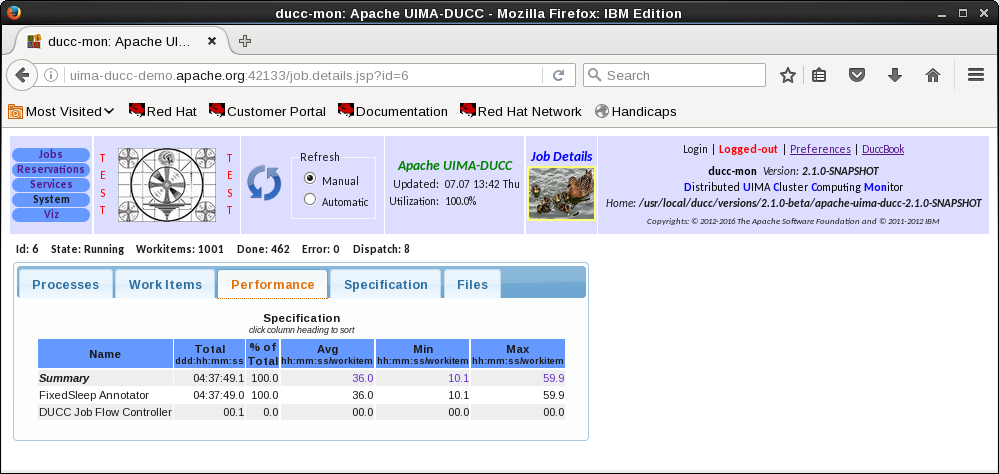 ducc-mon: Apache UIMA-DUCC - Mozilla Firefox: IBM Edition
ducc-mon: Apache UI...
uima-ducc-demo.apache.org:42133/job.details.jsp?id=6
Search
Most Visited
Red Hat
Customer Portal
Documentation
Red Hat Network
Handicaps
Jobs
Reservations
Services
System
Viz
TEST
TEST
Refresh
Manual
Automatic
Apache UIMA-DUCC
Updated: 07.07 13:42 Thu
Utilization: 100.0%
Job Details
Login | Logged-out | Preferences | DuccBook
ducc-mon Version: 2.1.0-SNAPSHOT
Distributed UIMA Cluster Computing Monitor
Home: /usr/local/ducc/versions/2.1.0-beta/apache-uima-ducc-2.1.0-SNAPSHOT
Copyrights: © 2012-2016 The Apache Software Foundation and © 2011-2012 IBM
Id: 6 State: Running Workitems: 1001 Done: 462 Error: 0 Dispatch: 8
Processes Work Items Performance Specification Files
Specification
click column heading to sort
Name Total % of Avg Min Max
ddd:hh:mm:ss Total hh:mm:ss/workitem hh:mm:ss/workitem hh:mm:ss/workitem
Summary 04:37:49.1 100.0 36.0 10.1 59.9
FixedSleep Annotator 04:37:49.0 100.0 36.0 10.1 59.9
DUCC Job Flow Controller 00.1 0.0 00.0 00.0 00.0